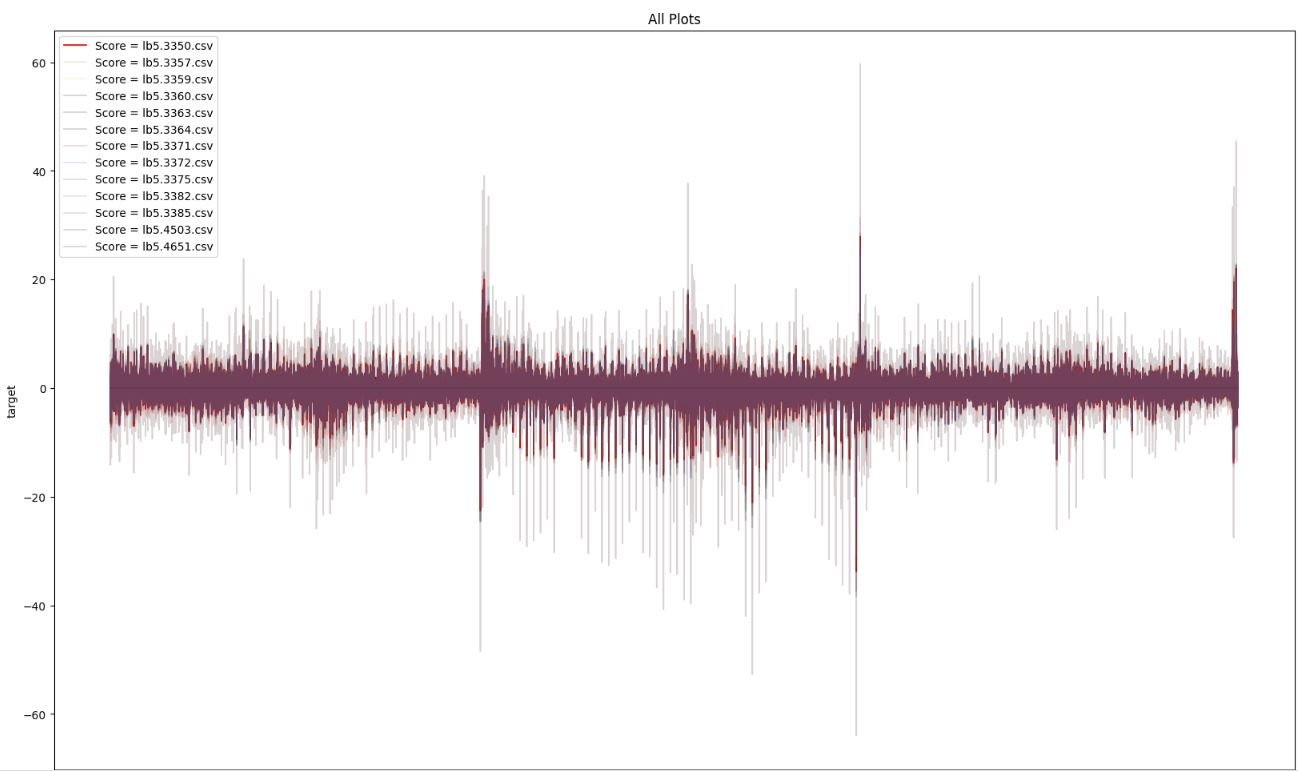 All Plots
Score = lb5.3350.csv
Score = lb5.3357.csv
Score = lb5.3359.csv
Score = lb5.3360.csv
Score = lb5.3363.csv
Score = lb5.3364.csv
Score = lb5.3371.csv
Score = lb5.3372.csv
Score = lb5.3375.csv
Score = lb5.3382.csv
Score = lb5.3385.csv
Score = lb5.4503.csv
Score = lb5.4651.csv
60
40
20
0
−20
−40
−60
target